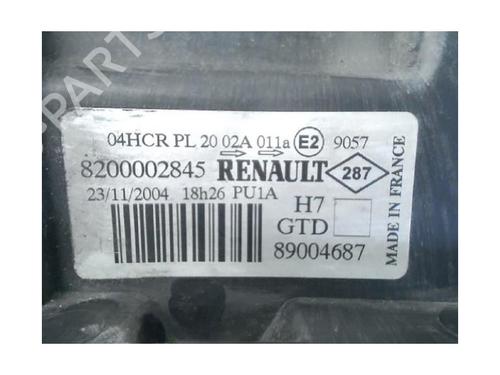 04HCR PL 20 02A 011a E2 9057
8200002845 RENAULT 287
23/11/2004 18h26 PU1A
H7
GTD
89004687
MADE IN FRANCE